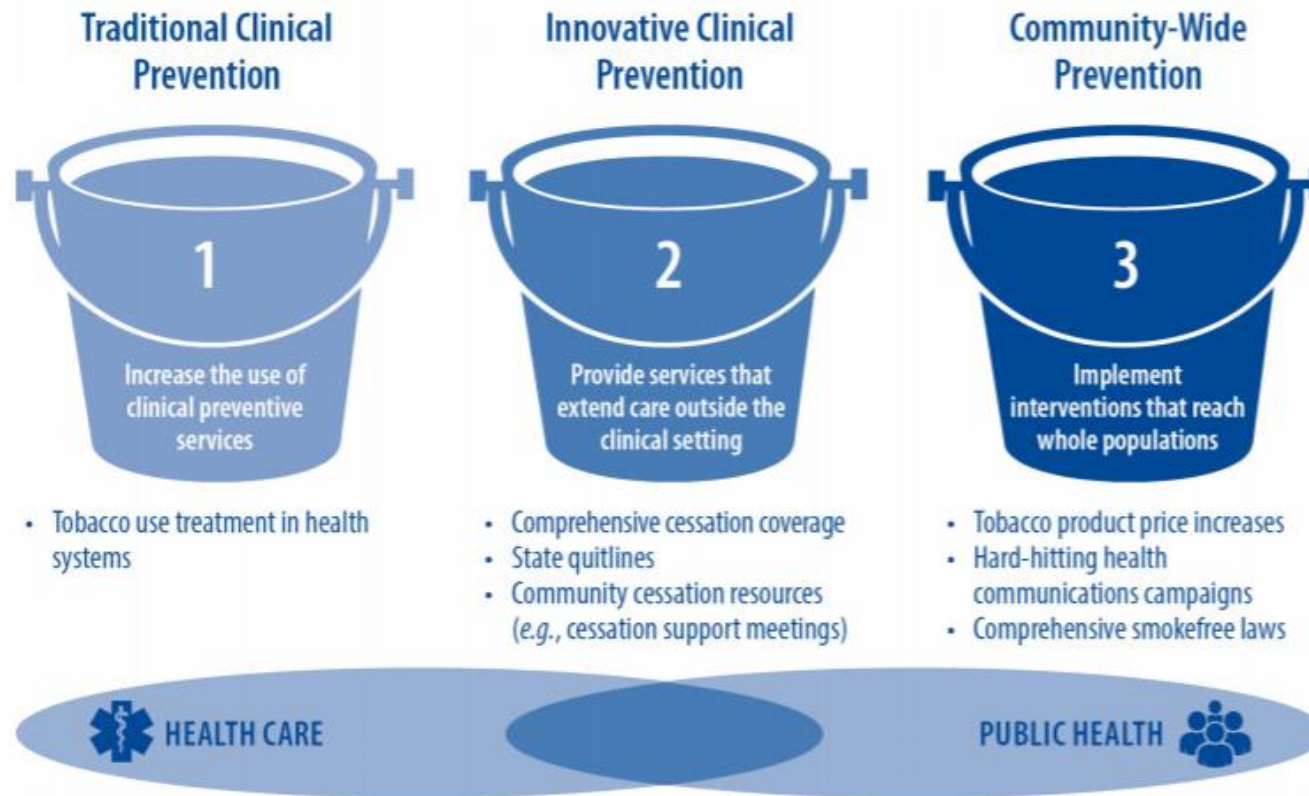 Traditional Clinical
Prevention
1
Increase the use of
clinical preventive
services
• Tobacco use treatment in health
systems
Innovative Clinical
Prevention
2
Provide services that
extend care outside the
clinical setting
• Comprehensive cessation coverage
• State quitlines
• Community cessation resources
(e.g., cessation support meetings)
Community-Wide
Prevention
3
Implement
interventions that reach
whole populations
• Tobacco product price increases
• Hard-hitting health
communications campaigns
• Comprehensive smokefree laws
HEALTH CARE
PUBLIC HEALTH